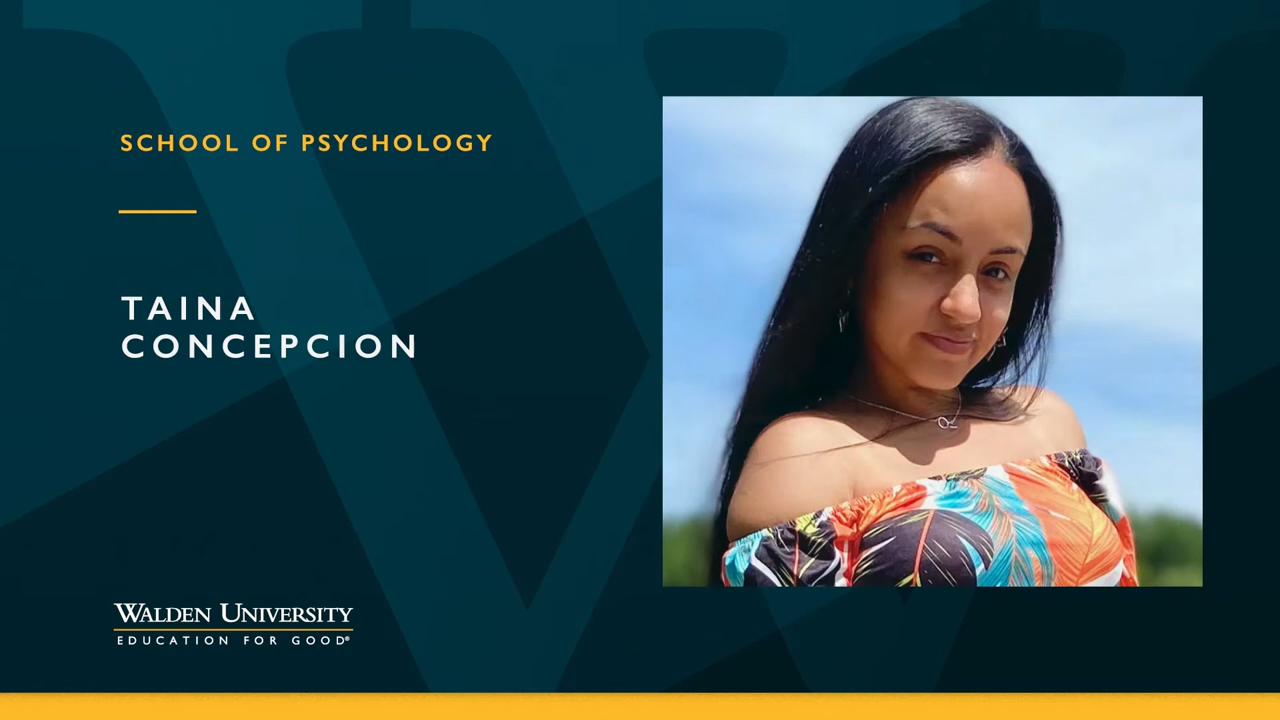 SCHOOL OF PSYCHOLOGY
TAINA
CONCEPCION
WALDEN UNIVERSITY
EDUCATION FOR GOOD®